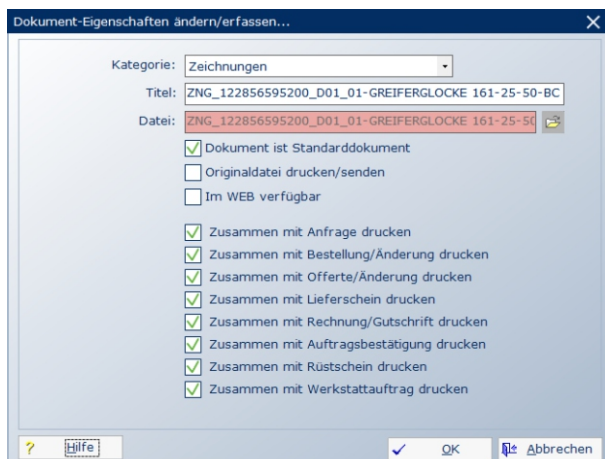 Dokument-Eigenschaften ändern/erfassen...
Kategorie: Zeichnungen
Titel: ZNG_122856595200_D01_01-GREIFERGLOCKE 161-25-50-BC
Datei: ZNG_122856595200_D01_01-GREIFERGLOCKE 161-25-50
Dokument ist Standarddokument
Originaldatei drucken/senden
Im WEB verfügbar
Zusammen mit Anfrage drucken
Zusammen mit Bestellung/Änderung drucken
Zusammen mit Offerte/Änderung drucken
Zusammen mit Lieferschein drucken
Zusammen mit Rechnung/Gutschrift drucken
Zusammen mit Auftragsbestätigung drucken
Zusammen mit Rüstschein drucken
Zusammen mit Werkstattauftrag drucken
? Hilfe OK Abbrechen